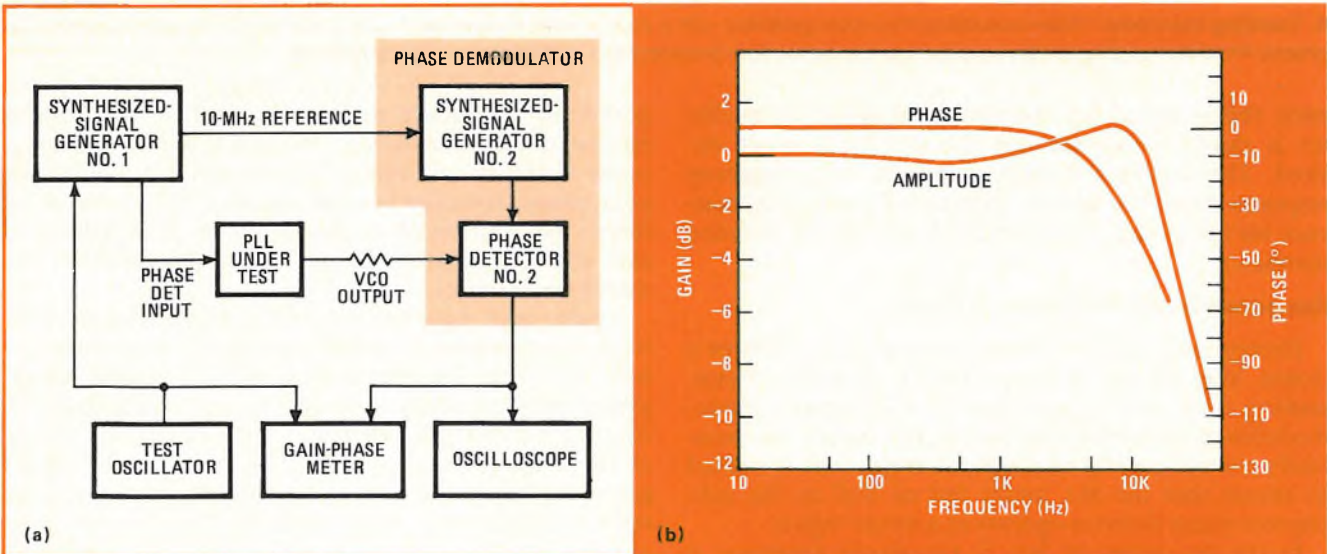 PHASE DEMODULATOR
SYNTHESIZED-
SIGNAL
GENERATOR
NO. 1
10-MHz REFERENCE
SYNTHESIZED-
SIGNAL
GENERATOR
NO. 2
PHASE
DET
INPUT
PLL
UNDER
TEST
VCO
OUTPUT
PHASE
DETECTOR
NO. 2
TEST
OSCILLATOR
GAIN-PHASE
METER
OSCILLOSCOPE
(a)
GAIN (dB)
2
0
-2
-4
-6
-8
-10
-12
PHASE
AMPLITUDE
10
0
-10
-30
-50
-70
-90
-110
-130
PHASE (°)
10
100
1K
10K
FREQUENCY (Hz)
(b)